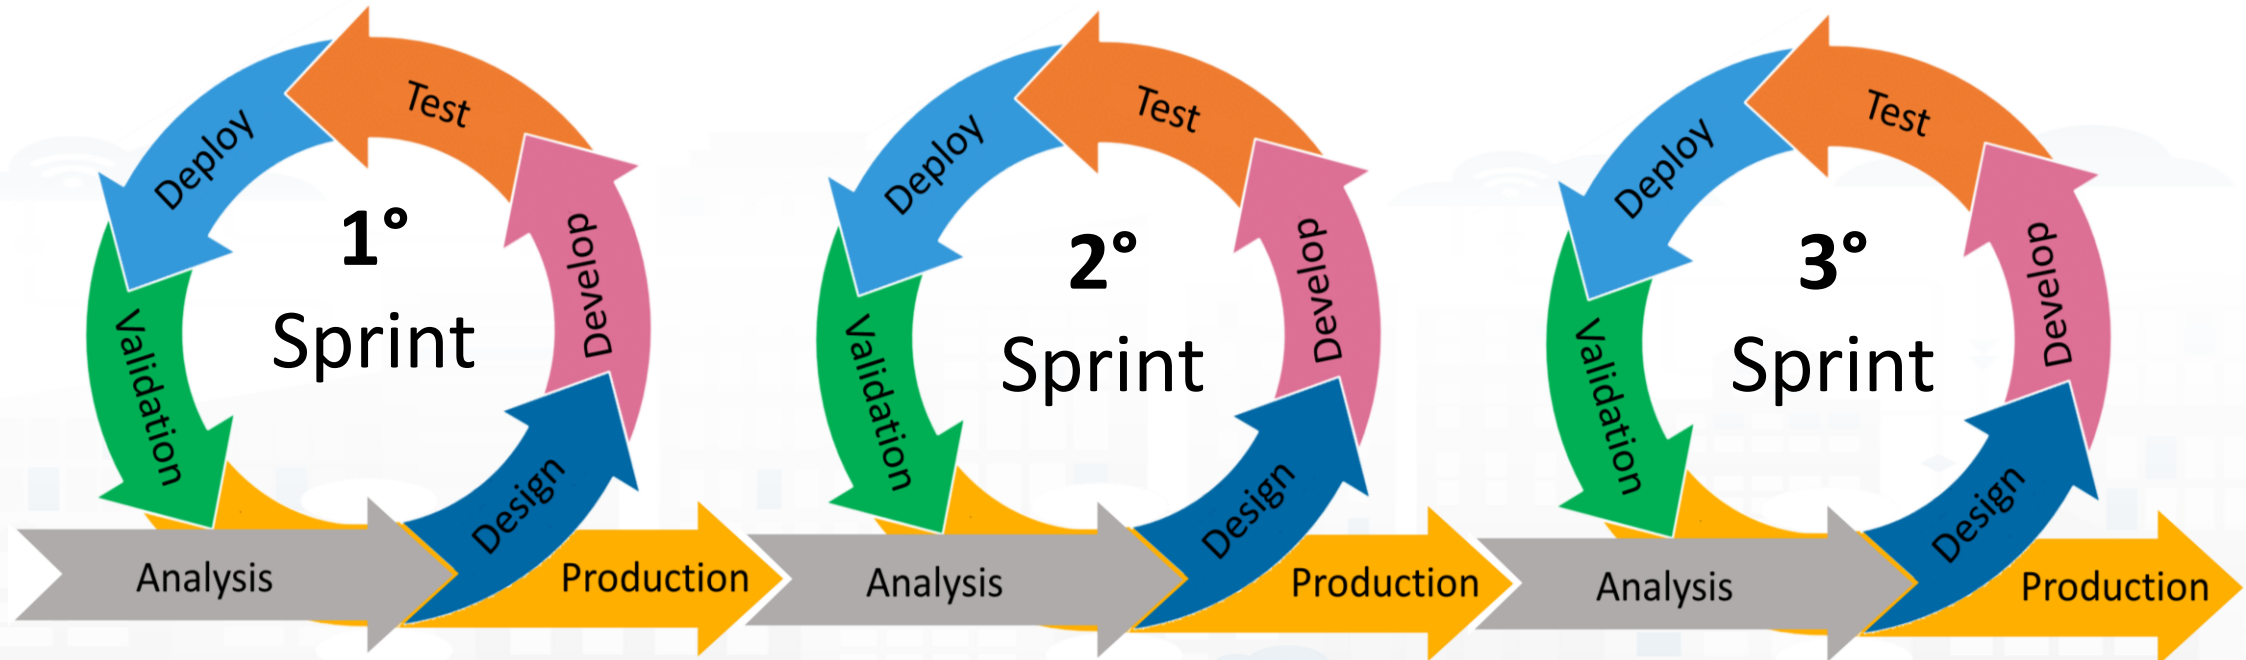 Test
Deploy
1°
Sprint
Develop
Validation
Design
Analysis
Production
Test
Deploy
2°
Sprint
Develop
Validation
Design
Analysis
Production
Test
Deploy
3°
Sprint
Develop
Validation
Design
Analysis
Production